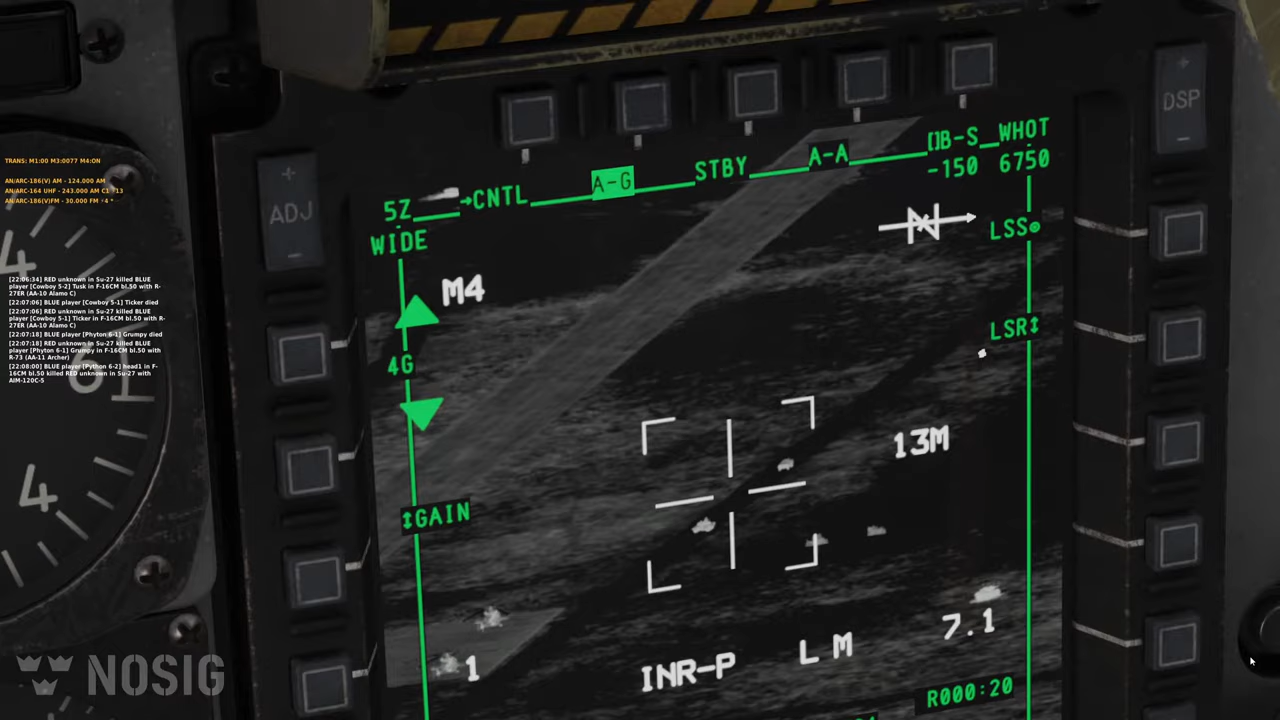 TRANS: M1:00 M3:0077 M4:ON
AN/ARC-186(V) AM - 124.000 AM
AN/ARC-164 UHF - 243.000 AM C1
13
AN/ARC-186(V)FM - 30.000 FM
[22:06:34] RED unknown in Su-27 killed BLUE
player [Cowboy 5-2] Tusk in F-16CM bl.50 with R-
27ER (AA-10 Alamo C)
[22:07:06] BLUE player [Cowboy 5-1] Ticker died
[22:07:06] RED unknown in Su-27 killed BLUE
player [Cowboy 5-1] Ticker in F-16CM bl.50 with R-
27ER (AA-10 Alamo C)
[22:07:18] BLUE player [Phyton 6-1] Grumpy died
[22:07:18] RED unknown in Su-27 killed BLUE
player [Phyton 6-1] Grumpy in F-16CM bl.50 with
R-73 (AA-11 Archer)
[22:08:00] BLUE player [Python 6-2] head1 in F-
16CM bl.50 killed RED unknown in Su-27 with
AIM-120C-5
4
6
4
+
ADJ
-
+
DSP
-
5Z →CNTL A-G STBY A-A []B-S WHOT
-150 6750
WIDE
N
LSS⊙
M4
LSR↕
4G
13M
↕GAIN
7.1
L M
INR-P
1
R000:20
NOSIG